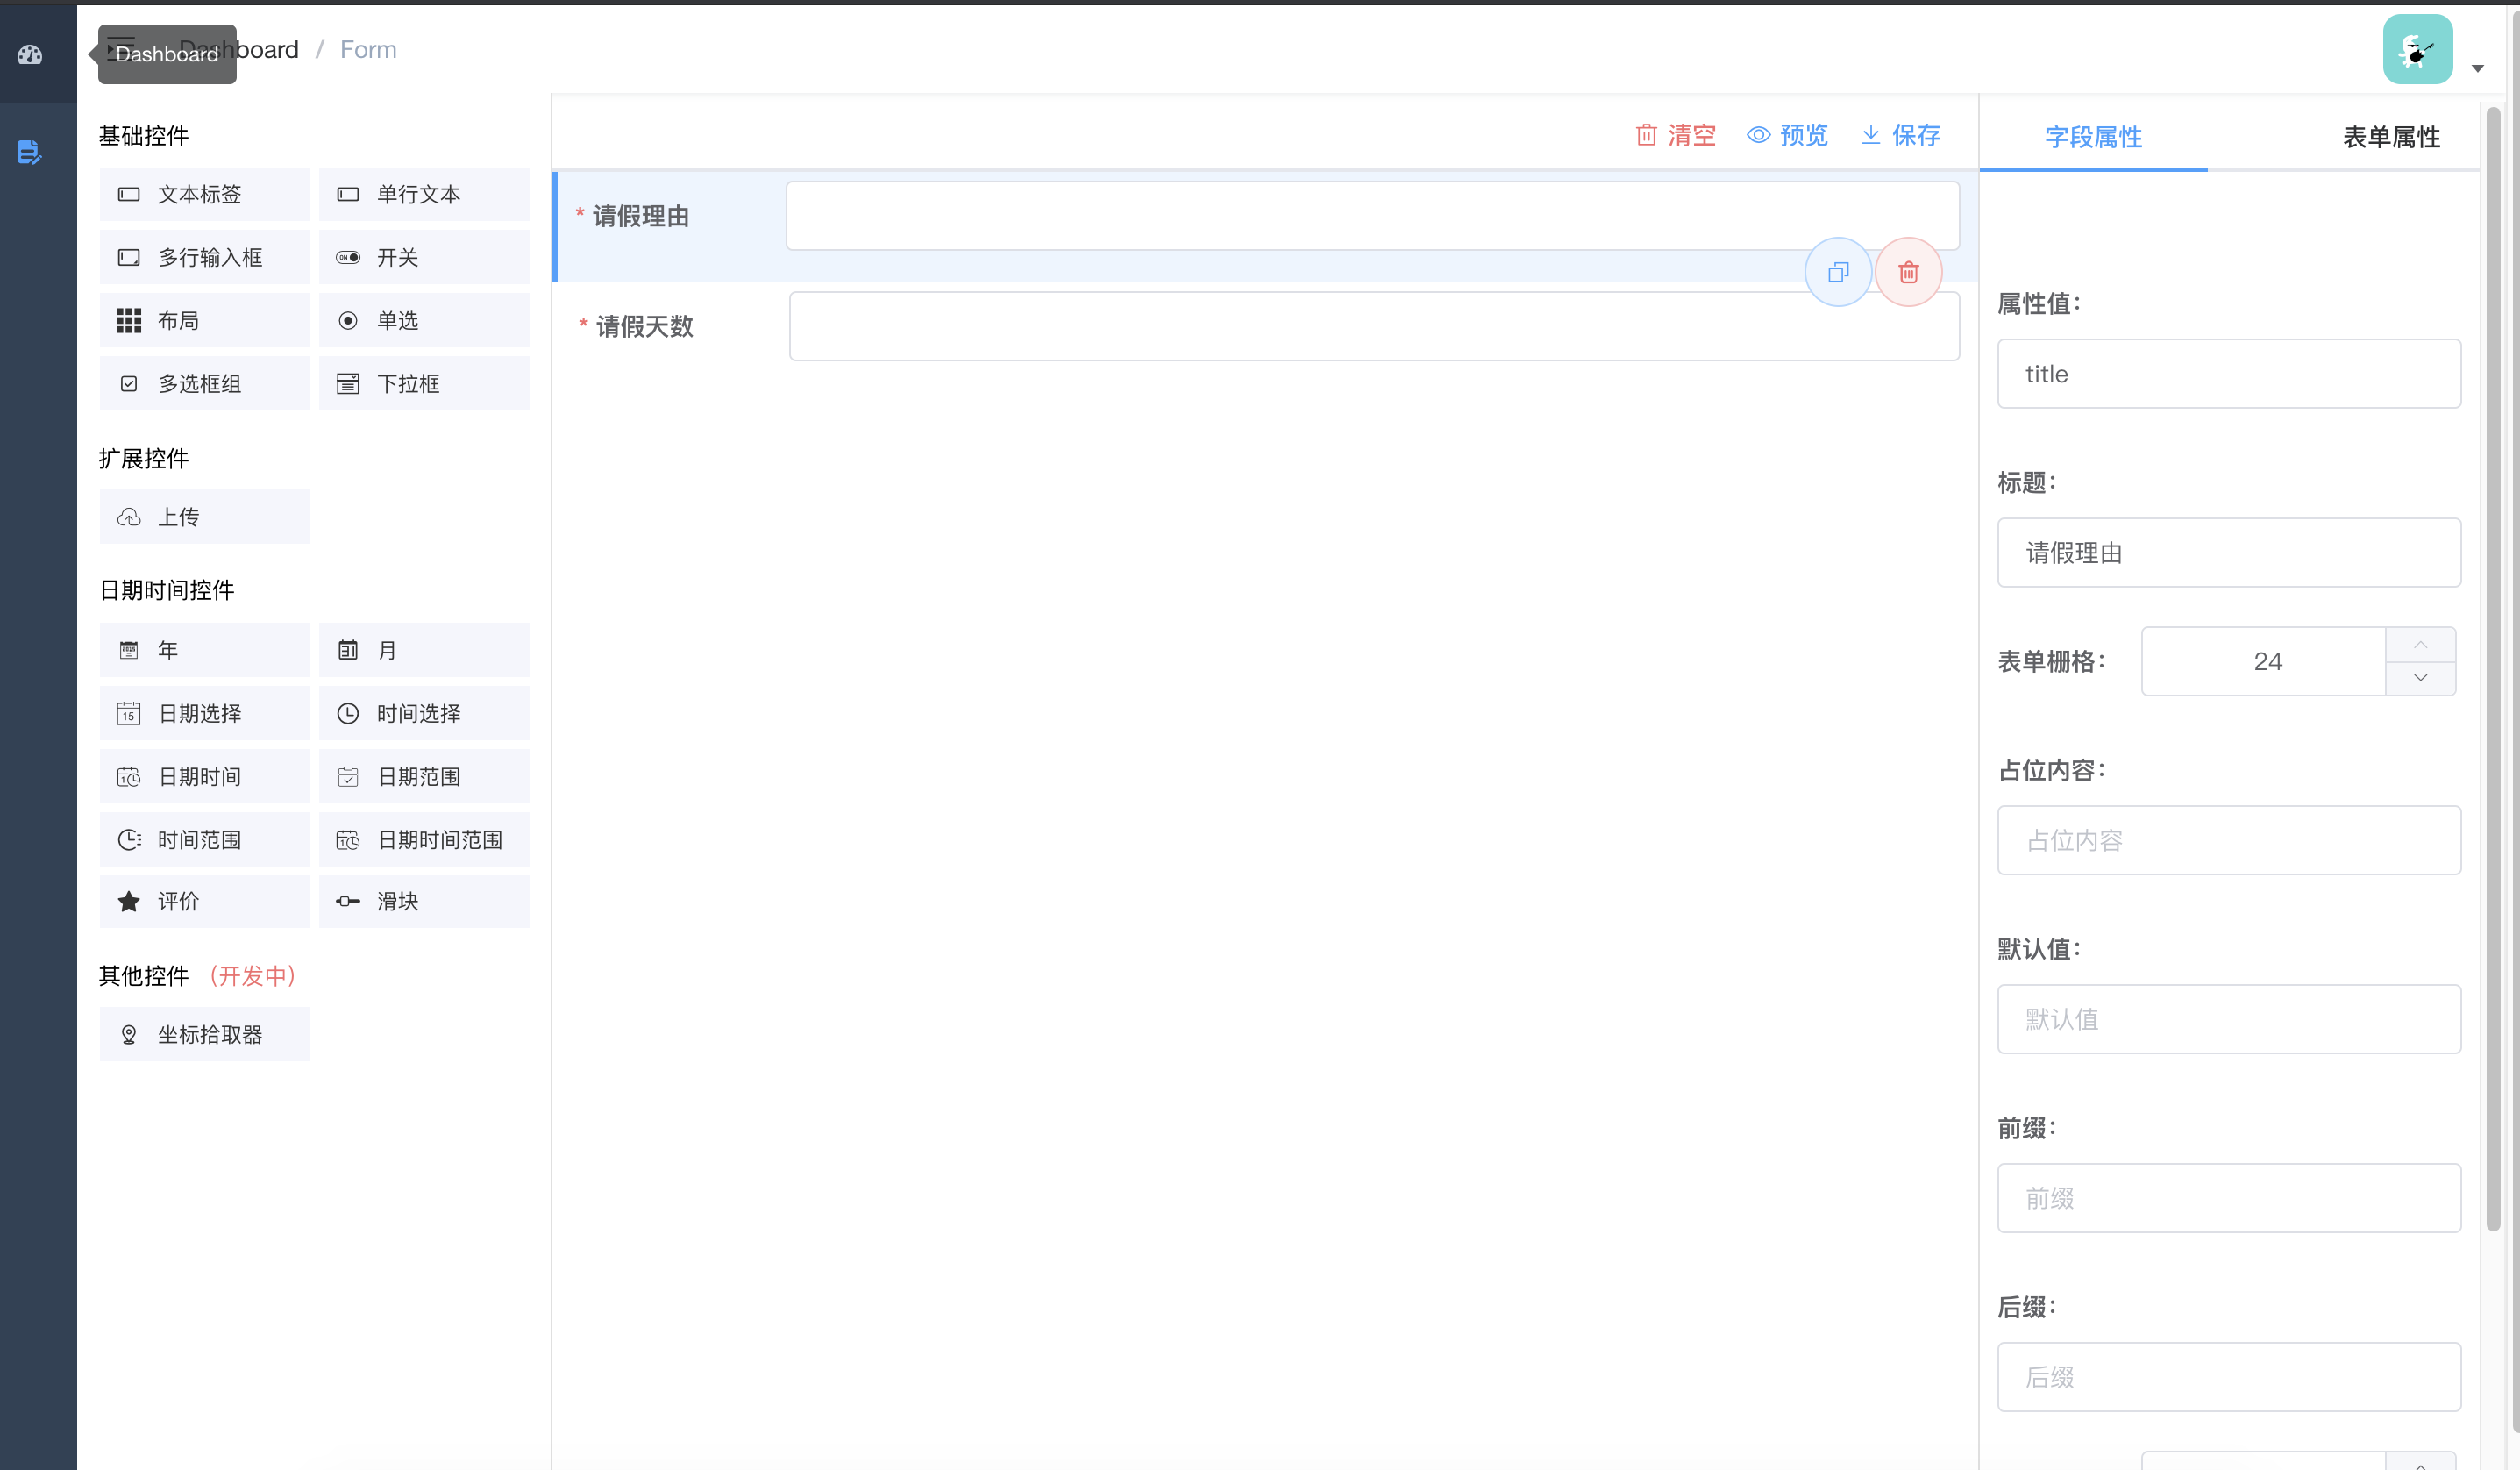 Dashboard
Dashboard / Form
基础控件
文本标签 单行文本
多行输入框 ON 开关
布局 单选
多选框组 下拉框
扩展控件
上传
日期时间控件
2015 年 31 月
15 日期选择 时间选择
日期时间 日期范围
时间范围 日期时间范围
评价 滑块
其他控件 (开发中)
坐标拾取器
清空 预览 保存
* 请假理由
* 请假天数
字段属性 表单属性
属性值：
title
标题：
请假理由
表单栅格： 24
占位内容：
占位内容
默认值：
默认值
前缀：
前缀
后缀：
后缀